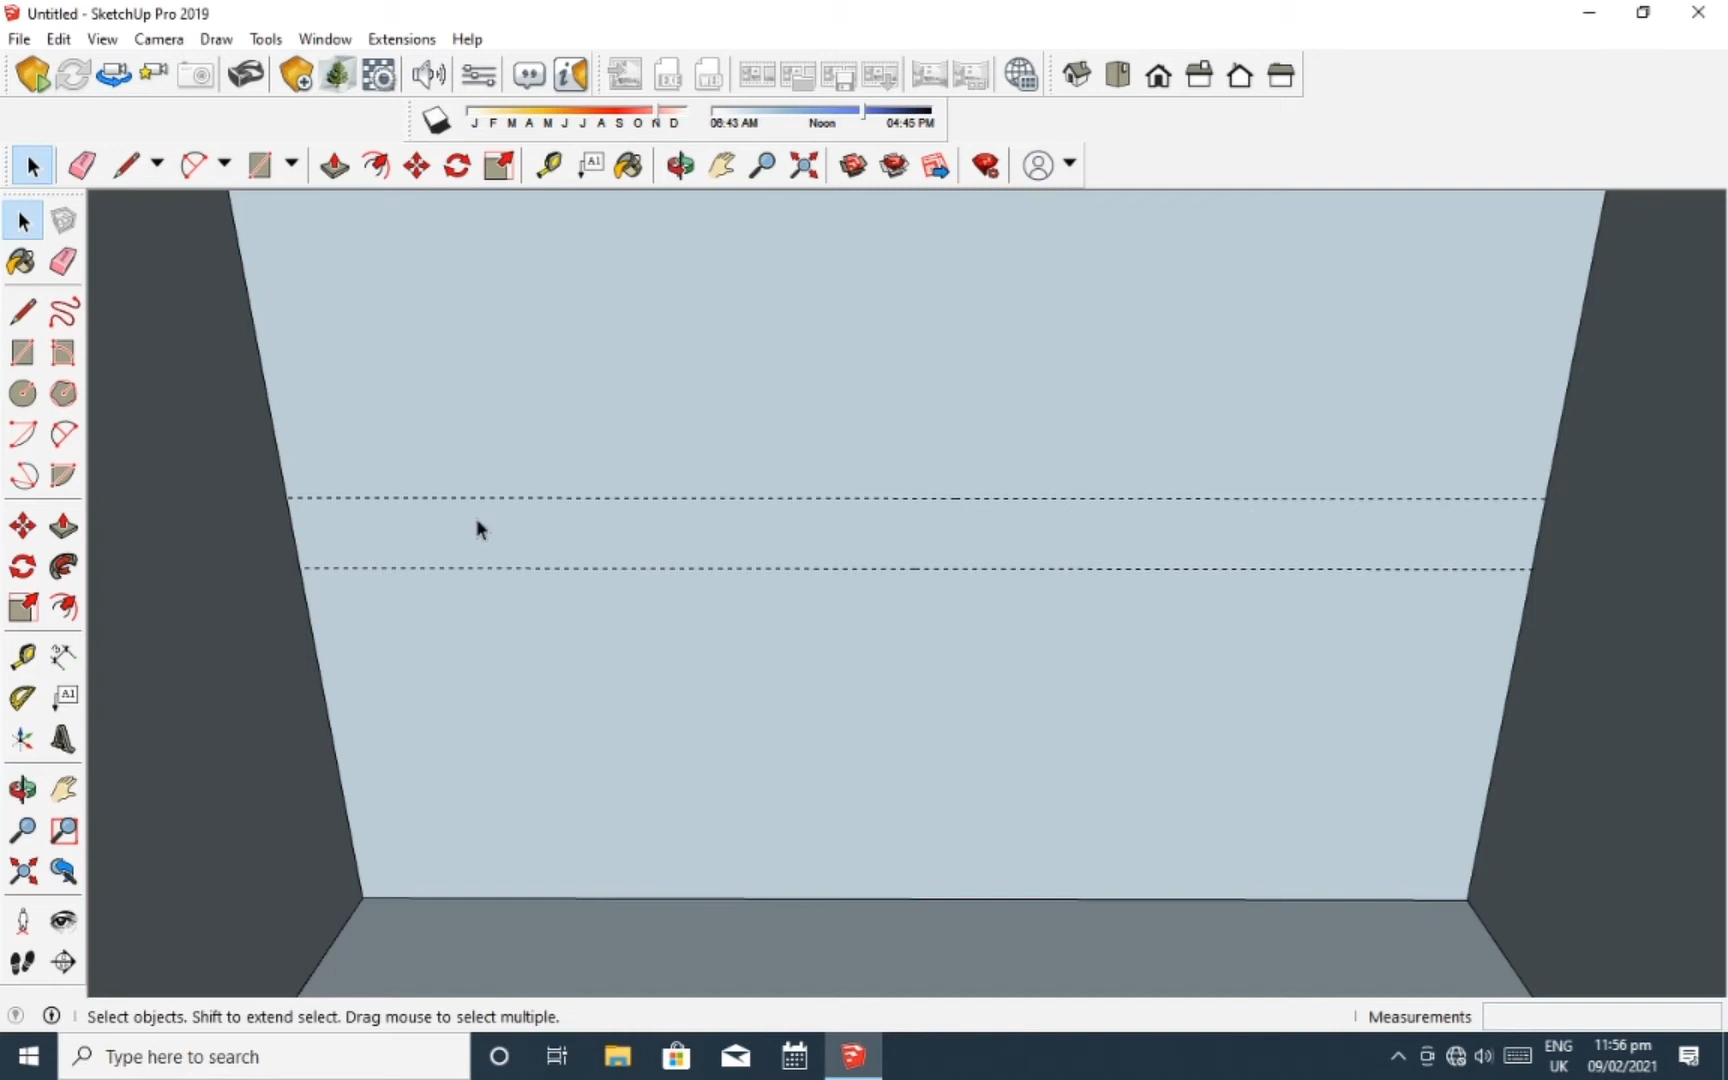 Untitled - SketchUp Pro 2019
File Edit View Camera Draw Tools Window Extensions Help
J F M A M J J A S O N D 06:43 AM Noon 04:45 PM
A1
A1
Select objects. Shift to extend select. Drag mouse to select multiple.
Measurements
Type here to search
ENG
UK
11:56 pm
09/02/2021